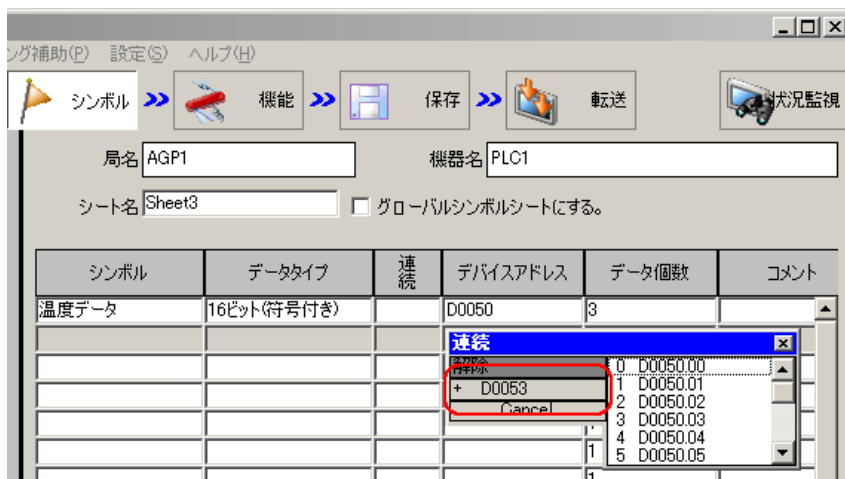 ング補助(P) 設定(S) ヘルプ(H)
シンボル 機能 保存 転送 状況監視
局名 AGP1 機器名 PLC1
シート名 Sheet3 グローバルシンボルシートにする。
シンボル データタイプ 連続 デバイスアドレス データ個数 コメント
温度データ 16ビット(符号付き) D0050 3
連続
解除 0 D0050.00
+ D0053 1 D0050.01
Cancel 2 D0050.02
3 D0050.03
4 D0050.04
1 5 D0050.05